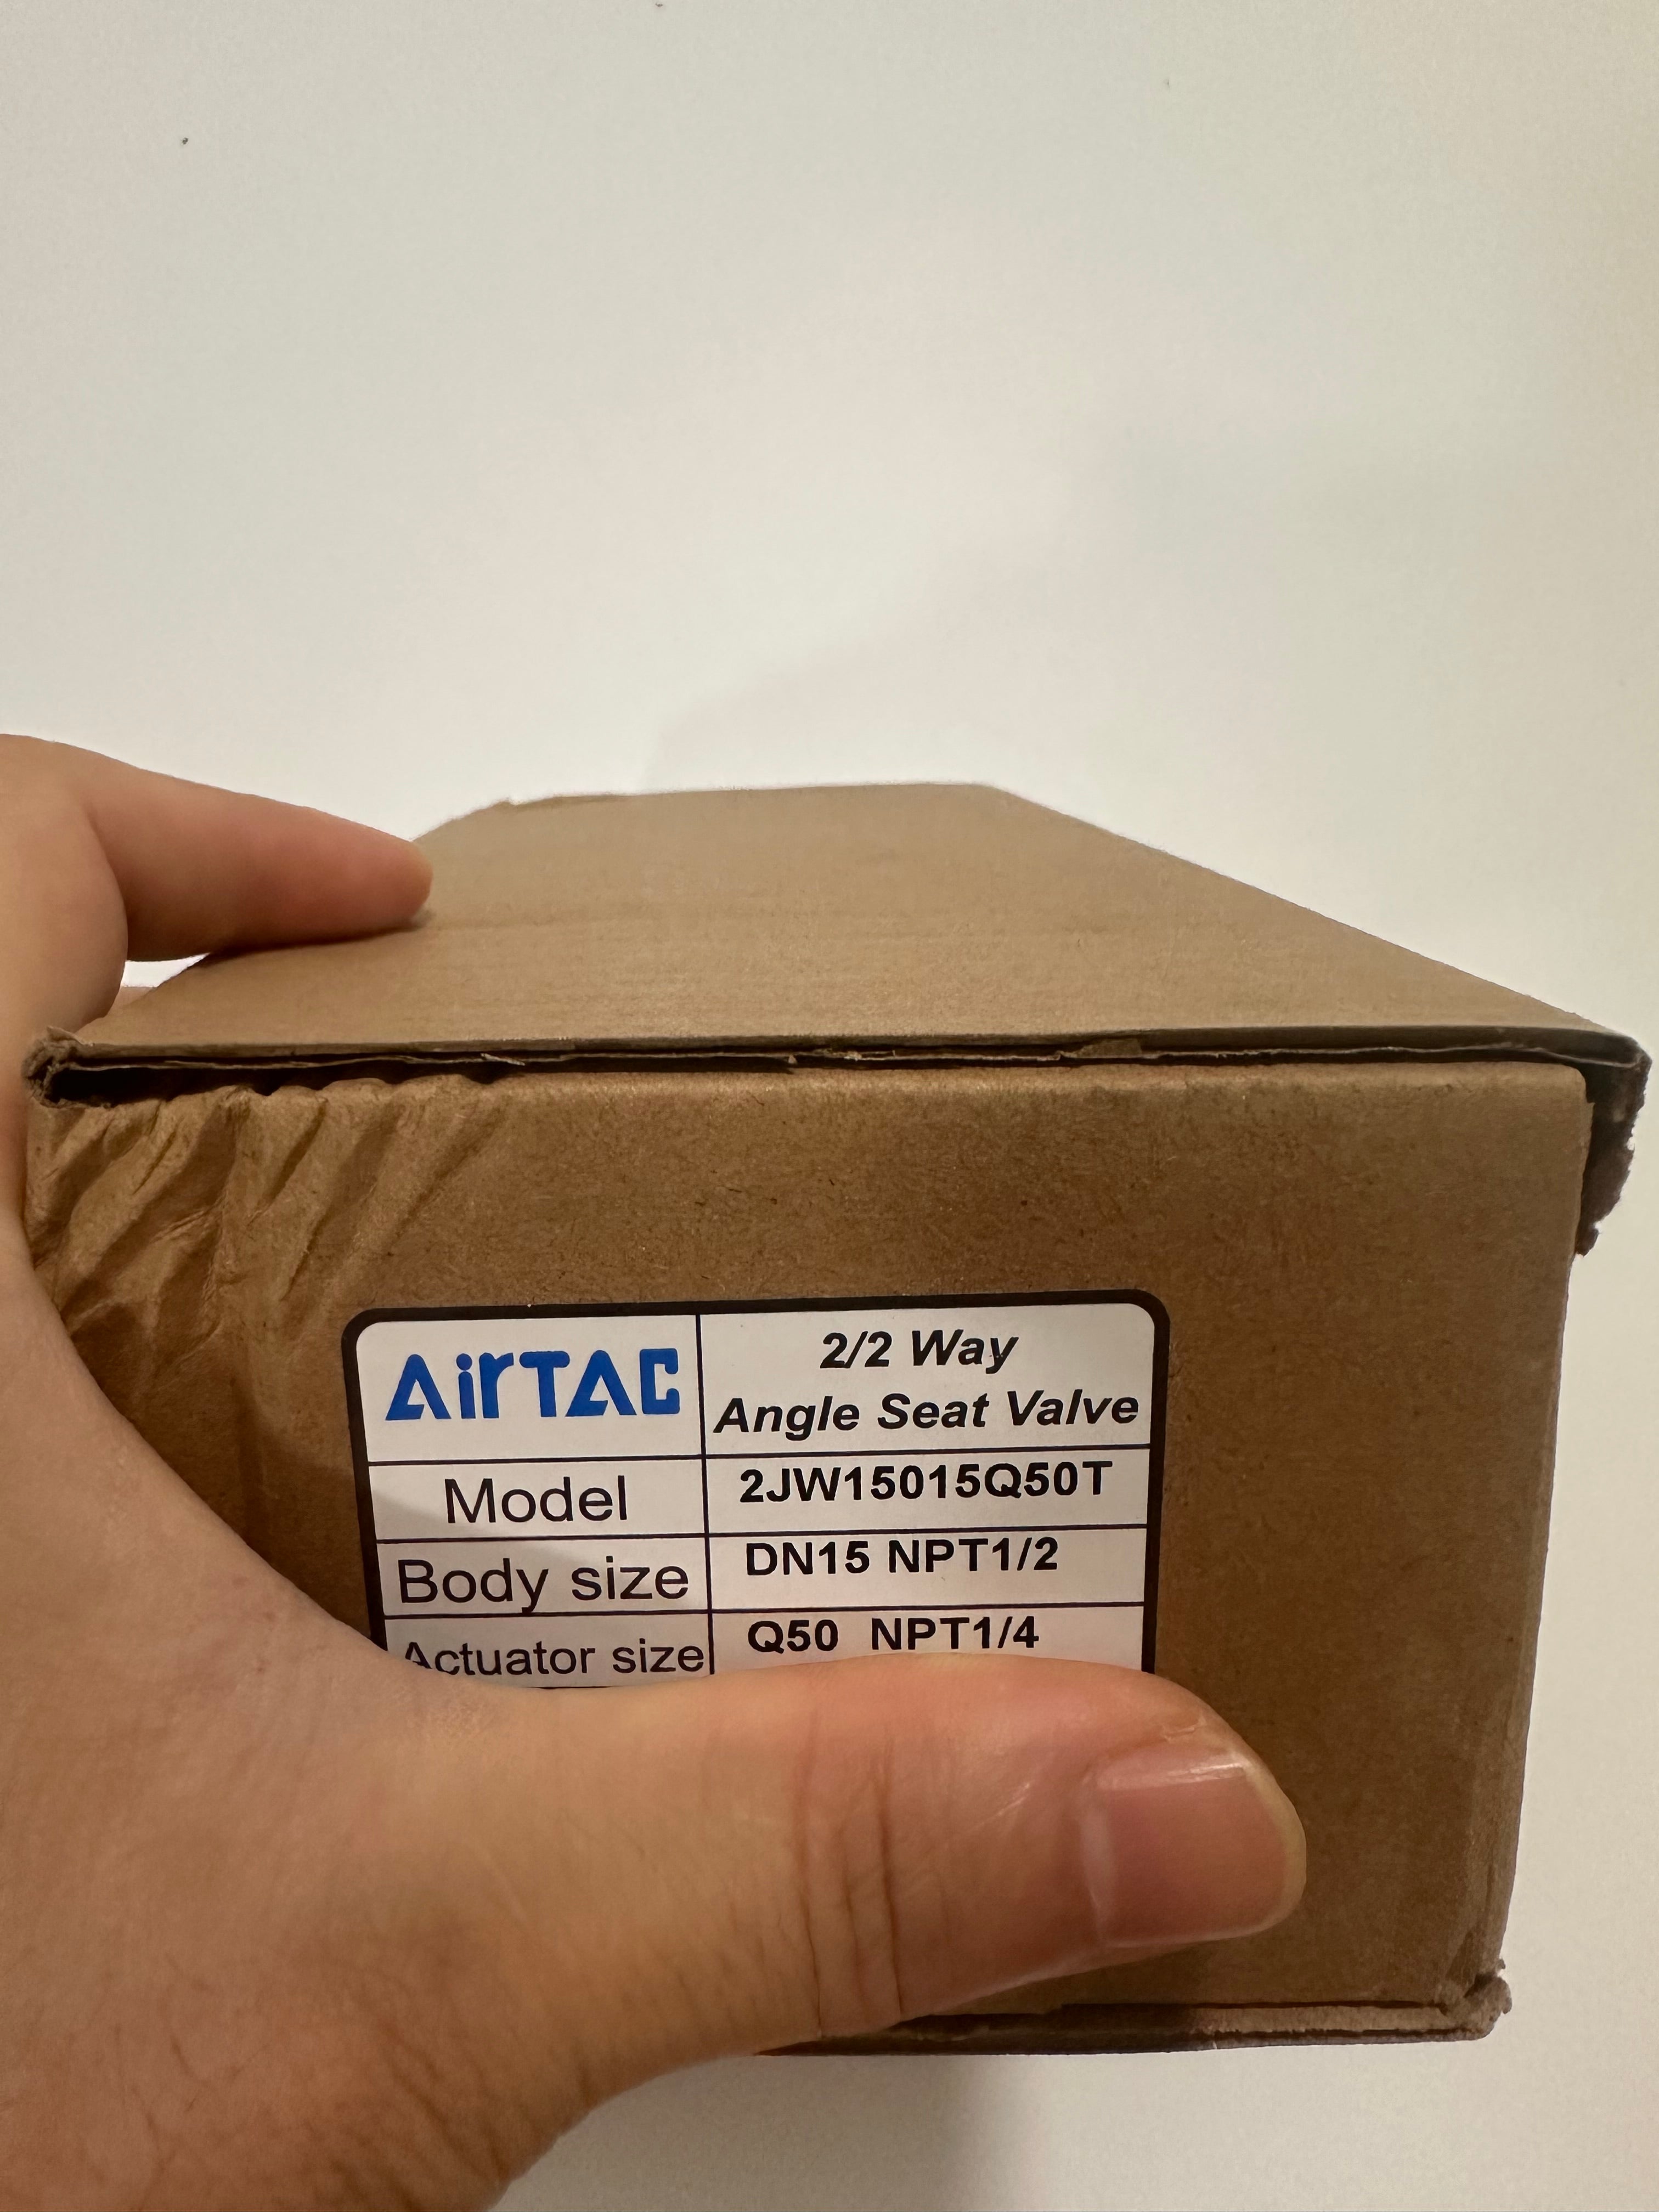 AirTAC
2/2 Way
Angle Seat Valve
Model 2JW15015Q50T
Body size DN15 NPT1/2
Actuator size Q50 NPT1/4